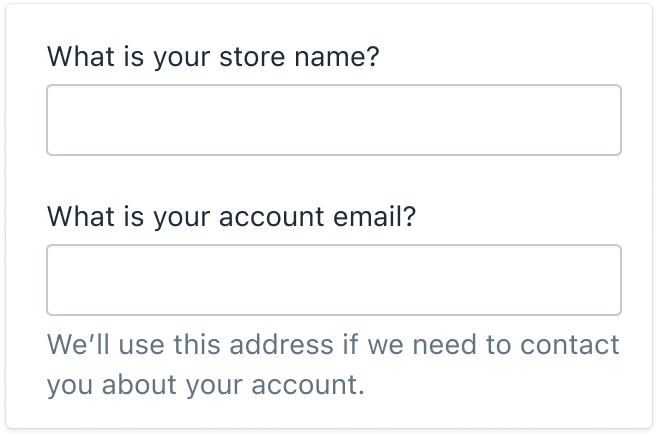 What is your store name?
What is your account email?
We’ll use this address if we need to contact
you about your account.